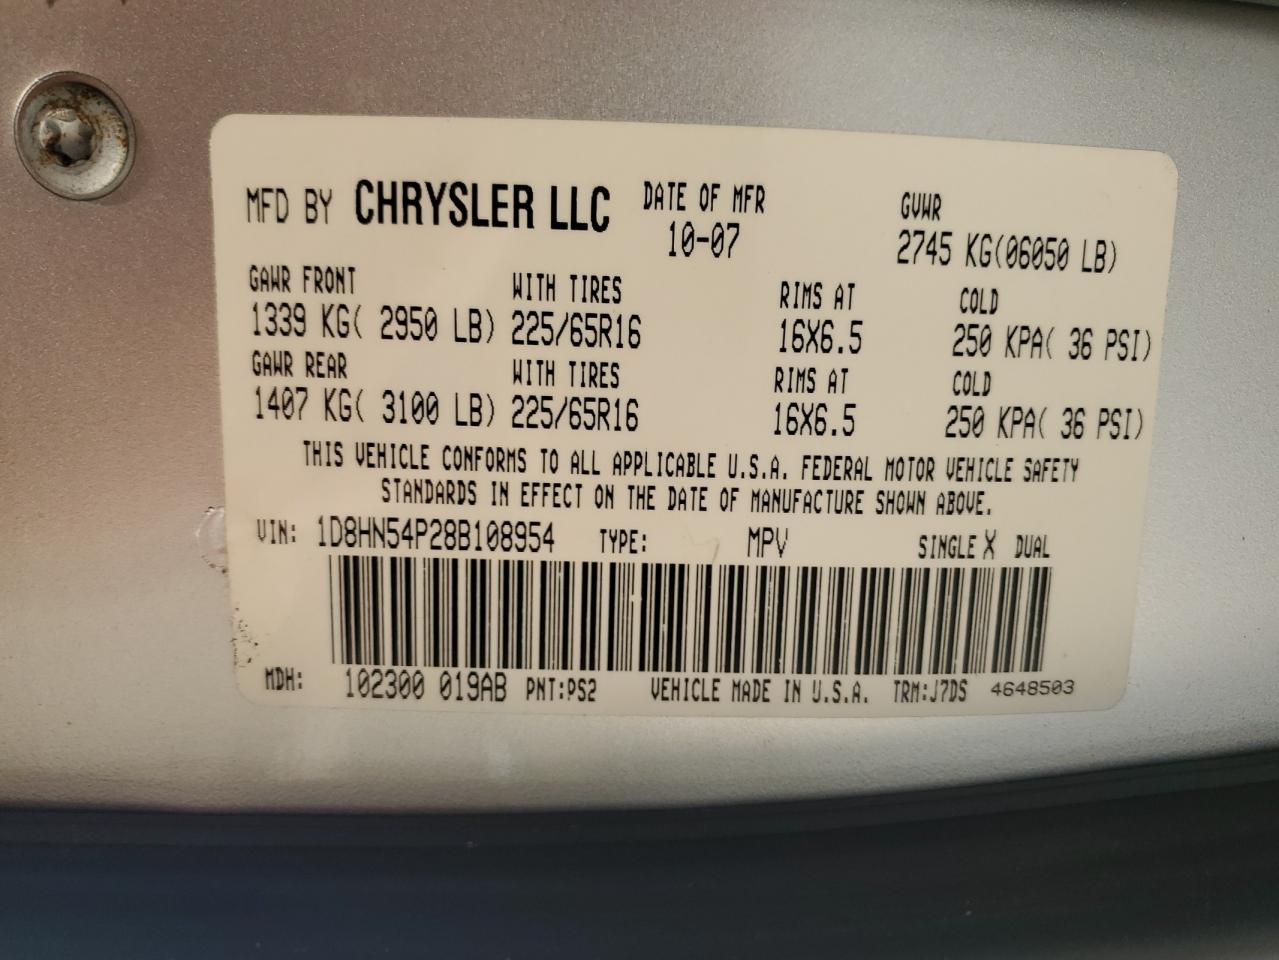 MFD BY CHRYSLER LLC DATE OF MFR GVWR
10-07 2745 KG(06050 LB)
GAWR FRONT WITH TIRES RIMS AT COLD
1339 KG( 2950 LB) 225/65R16 16X6.5 250 KPA( 36 PSI)
GAWR REAR WITH TIRES RIMS AT COLD
1407 KG( 3100 LB) 225/65R16 16X6.5 250 KPA( 36 PSI)
THIS VEHICLE CONFORMS TO ALL APPLICABLE U.S.A. FEDERAL MOTOR VEHICLE SAFETY
STANDARDS IN EFFECT ON THE DATE OF MANUFACTURE SHOWN ABOVE.
VIN: 1D8HN54P28B108954 TYPE: MPV SINGLE X DUAL
MDH: 102300 019AB PNT:PS2 VEHICLE MADE IN U.S.A. TRM:J7DS 4648503